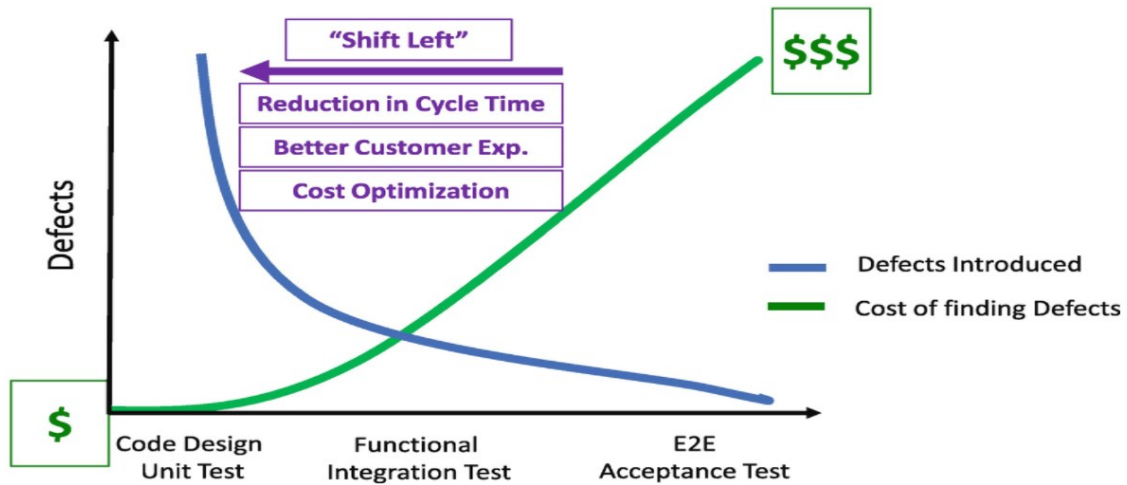 “Shift Left”
$$$
Reduction in Cycle Time
Better Customer Exp.
Cost Optimization
Defects
Defects Introduced
Cost of finding Defects
$
Code Design
Unit Test
Functional
Integration Test
E2E
Acceptance Test